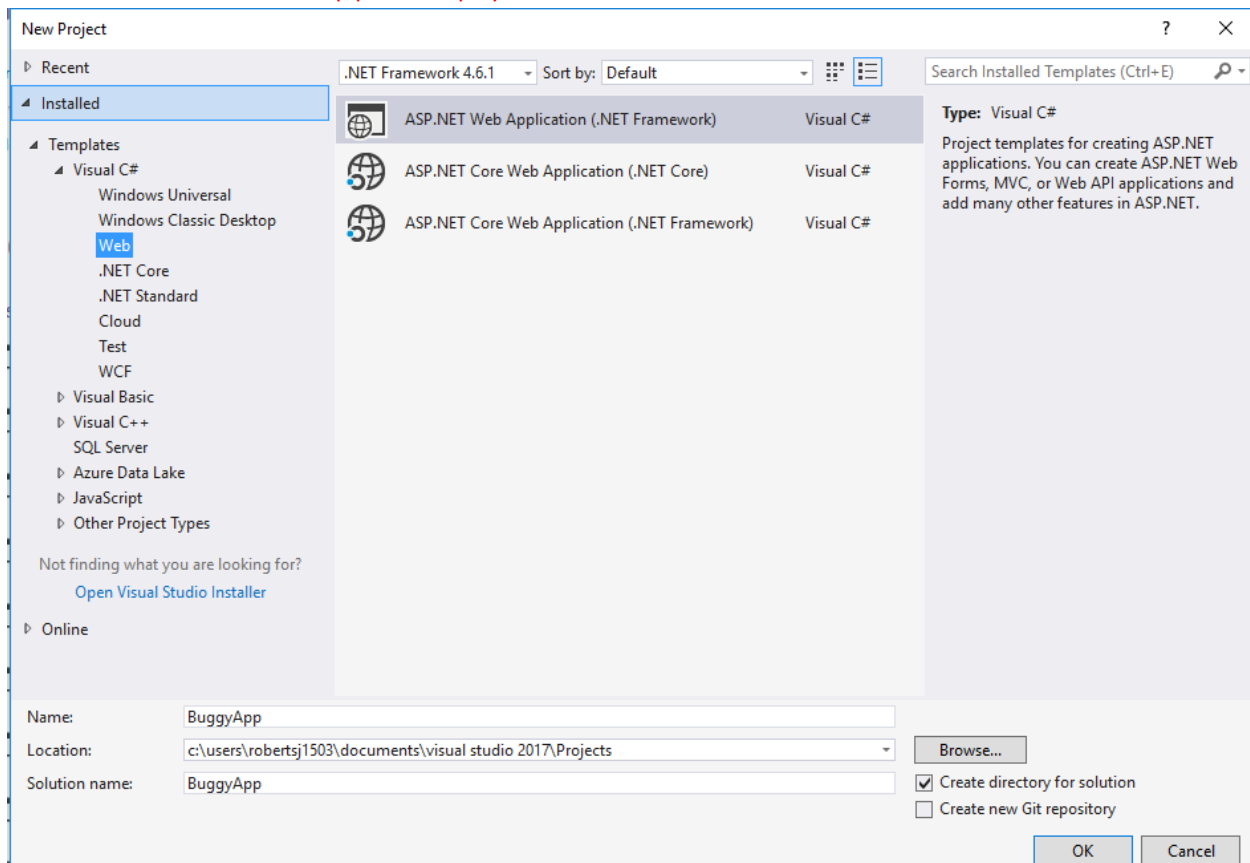 New Project
?
Recent
.NET Framework 4.6.1
Sort by: Default
Search Installed Templates (Ctrl+E)
Installed
Templates
Visual C#
Windows Universal
Windows Classic Desktop
Web
.NET Core
.NET Standard
Cloud
Test
WCF
Visual Basic
Visual C++
SQL Server
Azure Data Lake
JavaScript
Other Project Types
Not finding what you are looking for?
Open Visual Studio Installer
Online
ASP.NET Web Application (.NET Framework) Visual C#
ASP.NET Core Web Application (.NET Core) Visual C#
ASP.NET Core Web Application (.NET Framework) Visual C#
Type: Visual C#
Project templates for creating ASP.NET
applications. You can create ASP.NET Web
Forms, MVC, or Web API applications and
add many other features in ASP.NET.
Name: BuggyApp
Location: c:\users\robertsj1503\documents\visual studio 2017\Projects
Browse...
Solution name: BuggyApp
Create directory for solution
Create new Git repository
OK Cancel